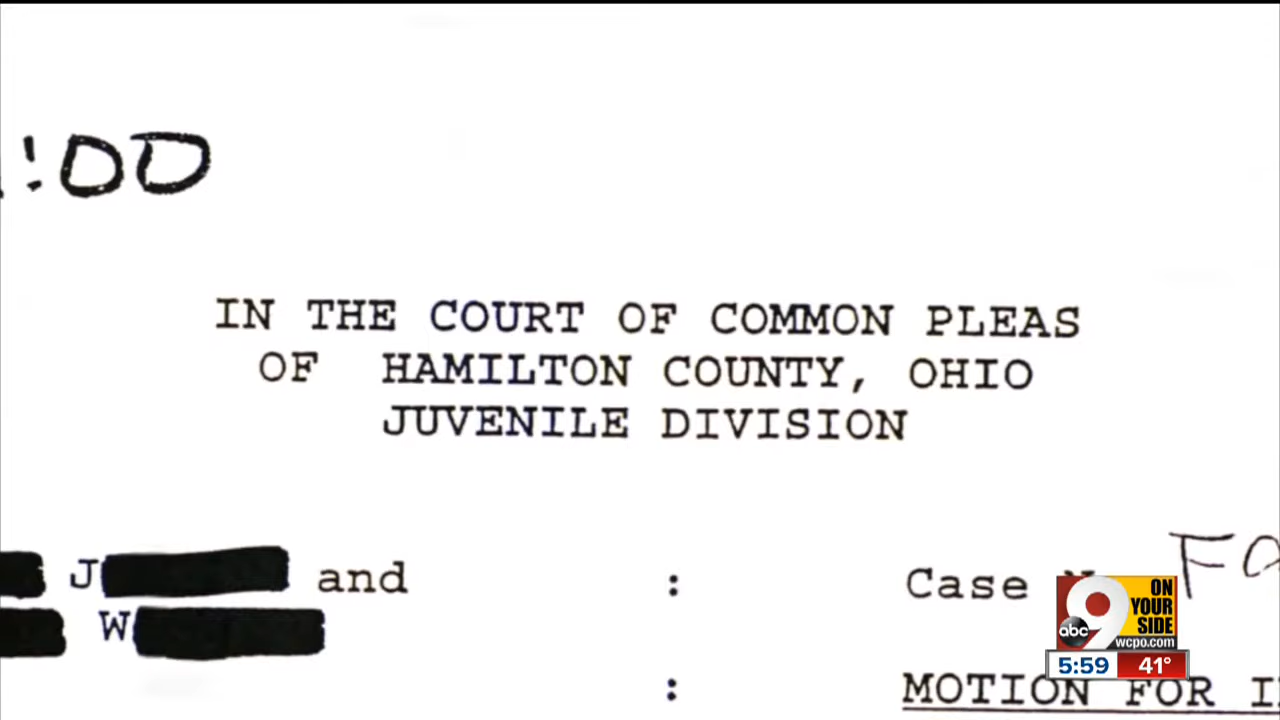 :00
IN THE COURT OF COMMON PLEAS
OF HAMILTON COUNTY, OHIO
JUVENILE DIVISION
J and :
Case
W
: MOTION FOR
abc 9 ON YOUR SIDE
wcpo.com
5:59 41°